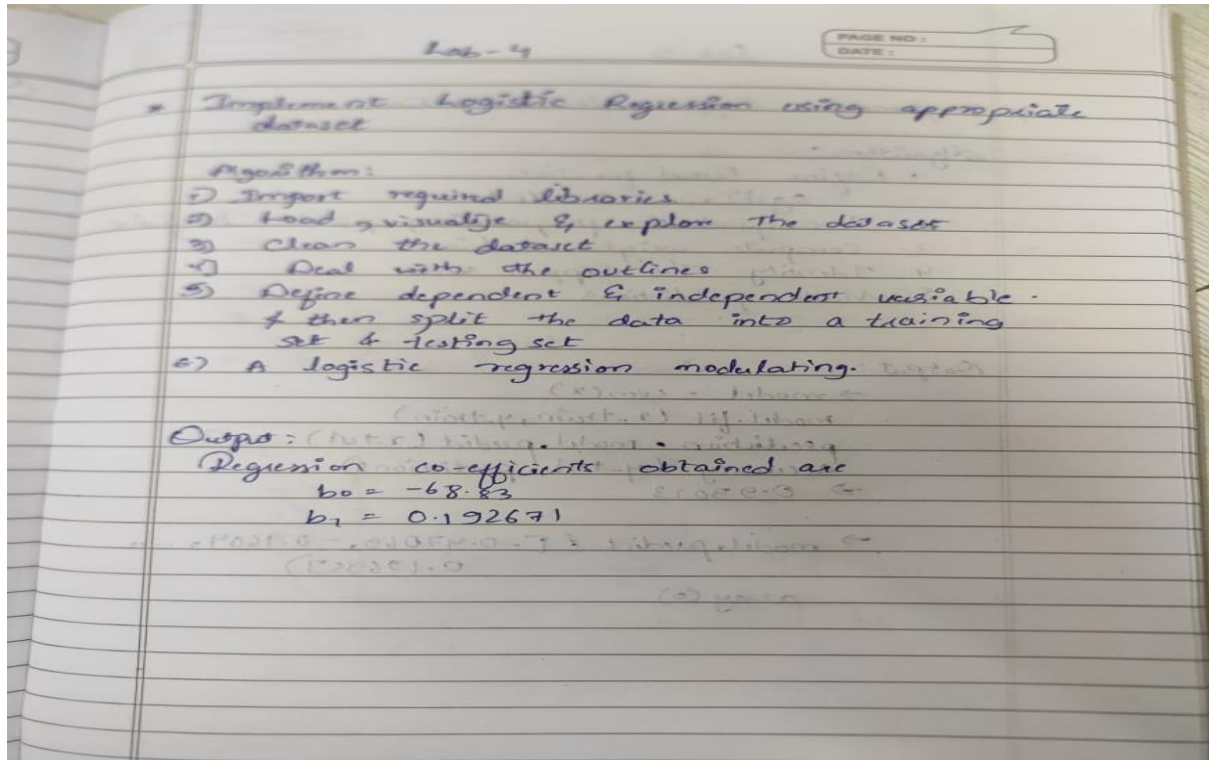 PAGE NO :
DATE :
Lab - 4
* Implement Logistic Regression using appropriate
dataset
Algorithm:
1) Import required libraries
2) Load, visualize & explore the dataset
3) Clean the dataset
4) Deal with the outlines
5) Define dependent & independent variable.
& then split the data into a training
set & testing set
6) A logistic regression modulating.
Output:
Regression co-efficients obtained are
b0 = -68.83
b1 = 0.192671